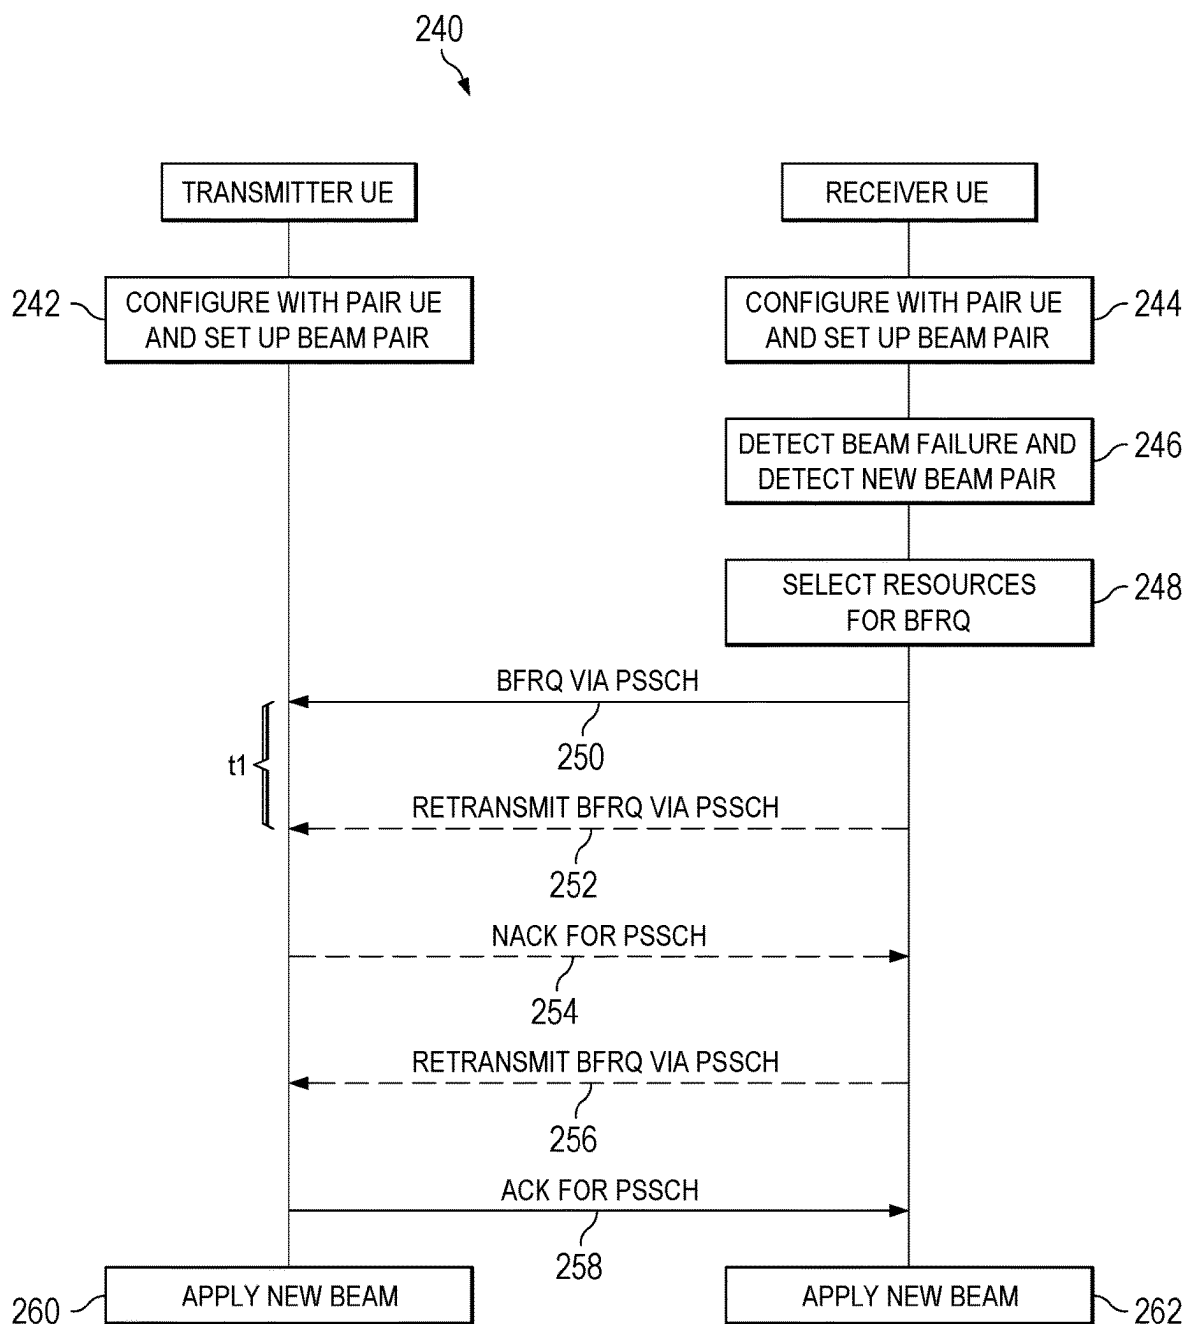 240
TRANSMITTER UE
RECEIVER UE
242
CONFIGURE WITH PAIR UE
AND SET UP BEAM PAIR
CONFIGURE WITH PAIR UE
AND SET UP BEAM PAIR
244
DETECT BEAM FAILURE AND
DETECT NEW BEAM PAIR
246
SELECT RESOURCES
FOR BFRQ
248
BFRQ VIA PSSCH
250
t1
RETRANSMIT BFRQ VIA PSSCH
252
NACK FOR PSSCH
254
RETRANSMIT BFRQ VIA PSSCH
256
ACK FOR PSSCH
258
260
APPLY NEW BEAM
APPLY NEW BEAM
262